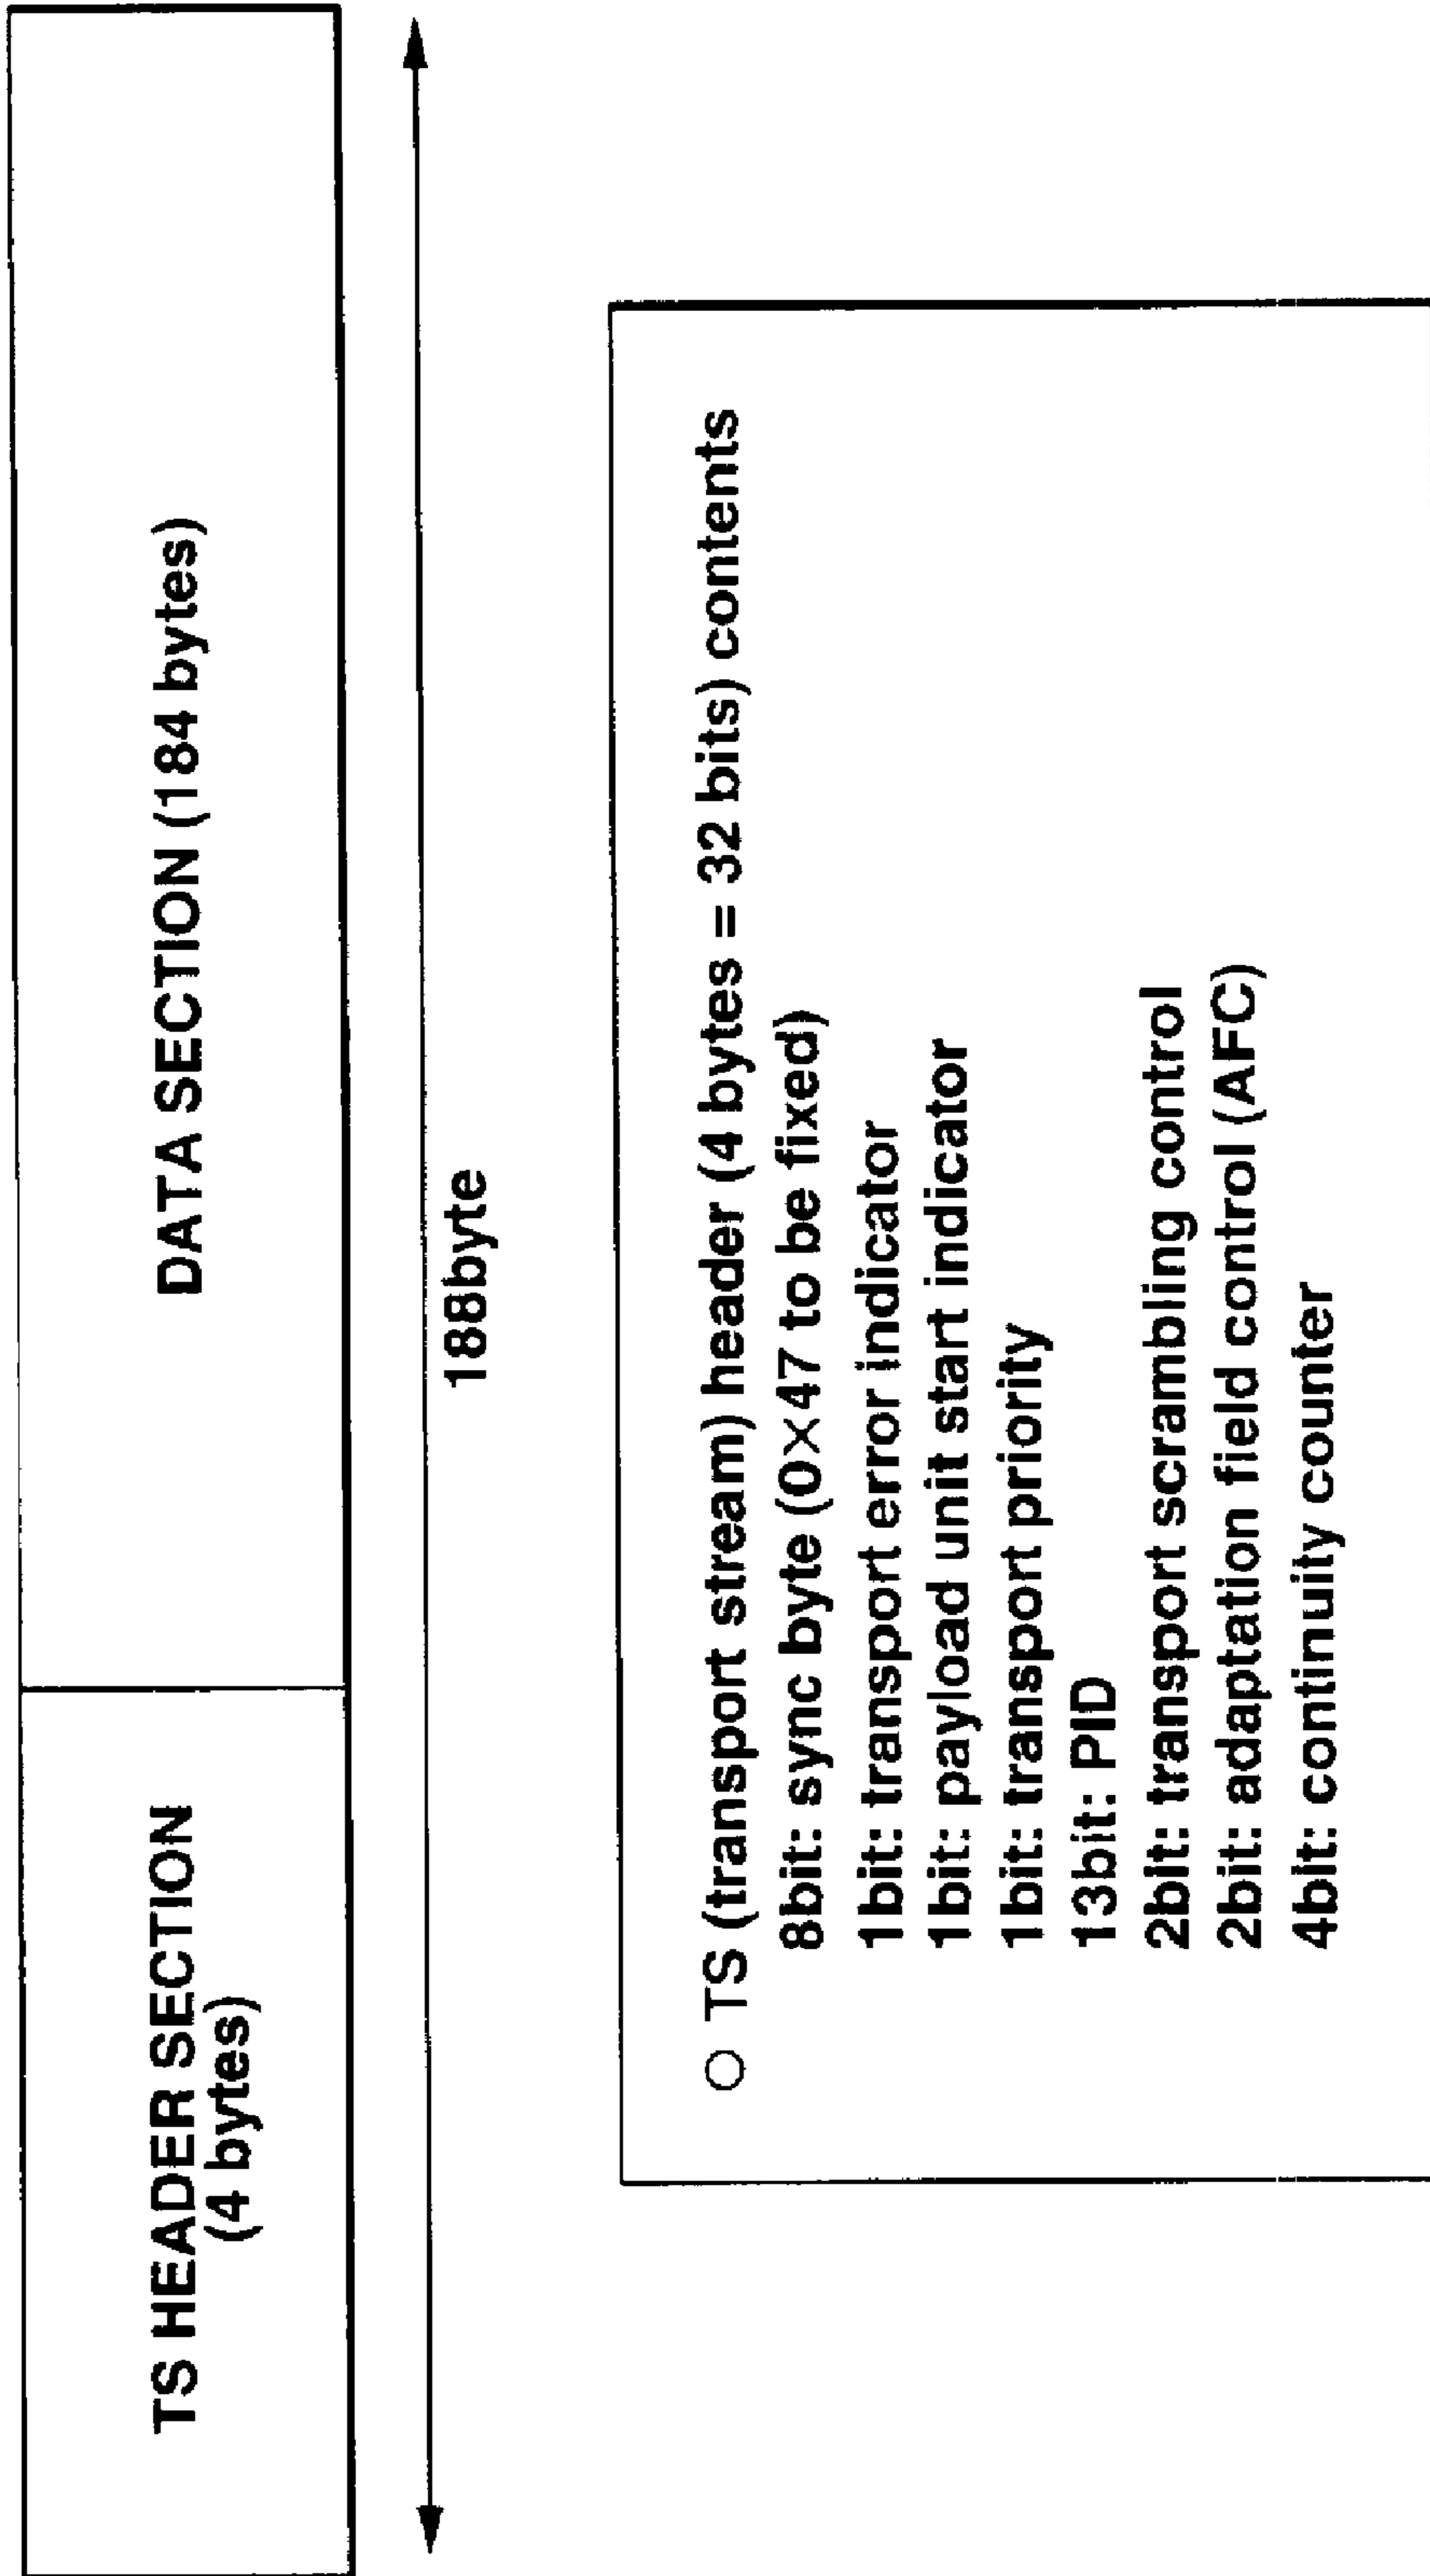 TS HEADER SECTION
(4 bytes)
DATA SECTION (184 bytes)
188byte
○ TS (transport stream) header (4 bytes = 32 bits) contents
8bit: sync byte (0×47 to be fixed)
1bit: transport error indicator
1bit: payload unit start indicator
1bit: transport priority
13bit: PID
2bit: transport scrambling control
2bit: adaptation field control (AFC)
4bit: continuity counter